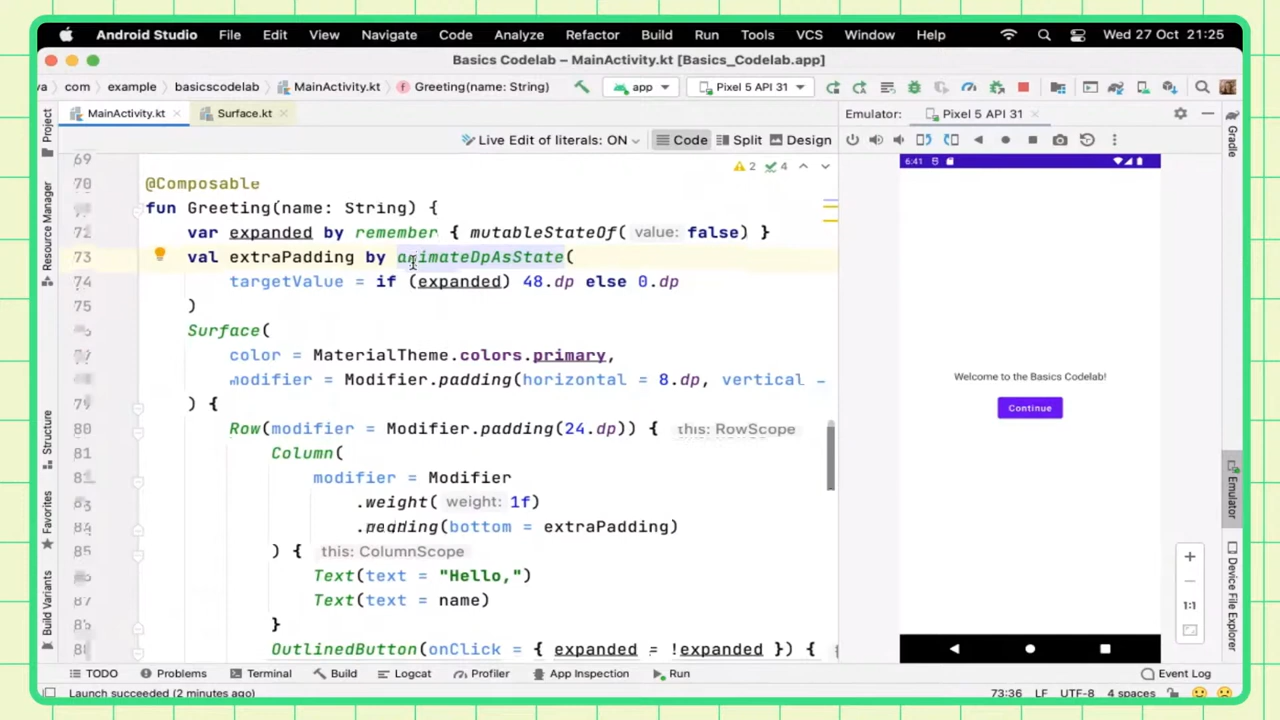 Android Studio File Edit View Navigate Code Analyze Refactor Build Run Tools VCS Window Help Wed 27 Oct 21:25
Basics Codelab – MainActivity.kt [Basics_Codelab.app]
va com example basicscodelab MainActivity.kt Greeting(name: String) app Pixel 5 API 31
MainActivity.kt Surface.kt
Emulator: Pixel 5 API 31
Live Edit of literals: ON Code Split Design
2 4
69
70 @Composable
fun Greeting(name: String) {
72 var expanded by remember { mutableStateOf( value: false) }
73 val extraPadding by animateDpAsState(
74 targetValue = if (expanded) 48.dp else 0.dp
75 )
Surface(
color = MaterialTheme.colors.primary,
modifier = Modifier.padding(horizontal = 8.dp, vertical
79 ) {
80 Row(modifier = Modifier.padding(24.dp)) { this: RowScope
81 Column(
modifier = Modifier
.weight( weight: 1f)
84 .padding(bottom = extraPadding)
85 ) { this: ColumnScope
Text(text = "Hello,")
87 Text(text = name)
}
OutlinedButton(onClick = { expanded = !expanded }) {
Project
Resource Manager
Structure
Favorites
Build Variants
6:41
Welcome to the Basics Codelab!
Continue
1:1
Gradle
Emulator
Device File Explorer
TODO Problems Terminal Build Logcat Profiler App Inspection Run Event Log
Launch succeeded (2 minutes ago) 73:36 LF UTF-8 4 spaces